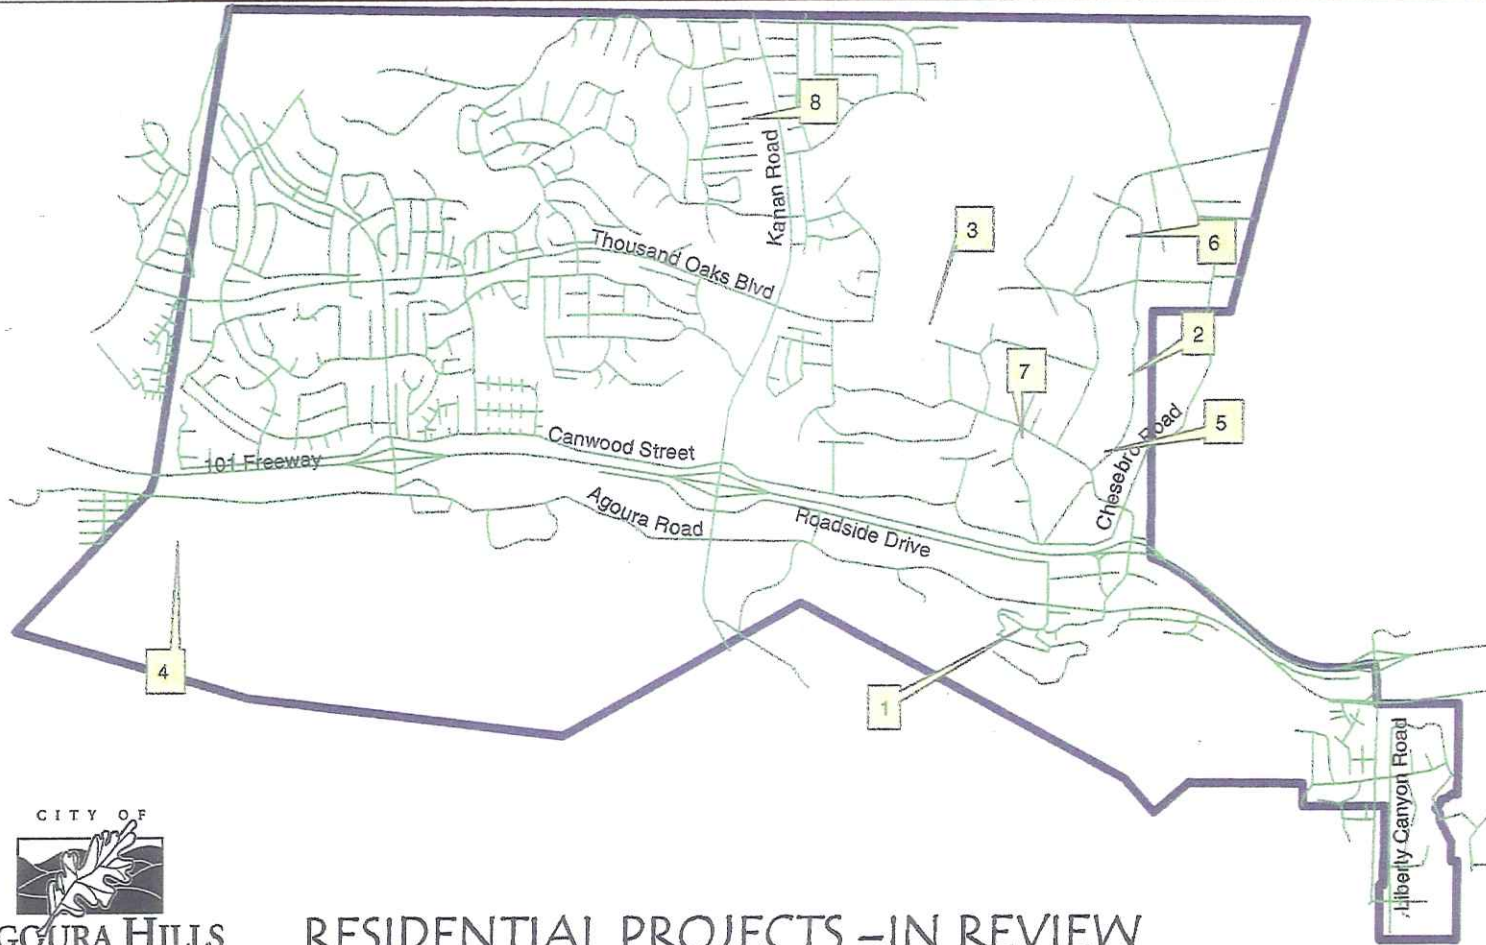 8
Kanan Road
3
6
Thousand Oaks Blvd
2
7
5
Chesebro Road
Canwood Street
101 Freeway
Agoura Road
Roadside Drive
4
1
Liberty Canyon Road
CITY OF
GOURA HILLS
RESIDENTIAL PROJECTS –IN REVIEW